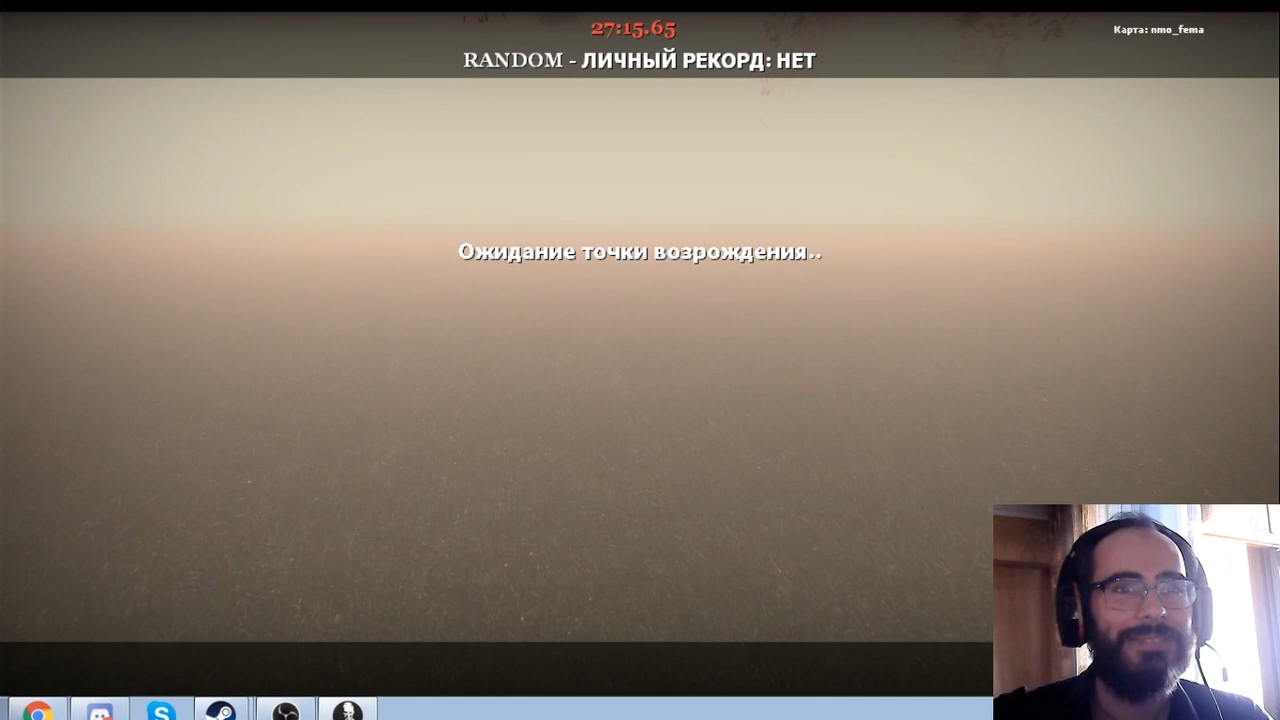 27:15.65
Карта: nmo_fema
RANDOM - ЛИЧНЫЙ РЕКОРД: НЕТ
Ожидание точки возрождения..